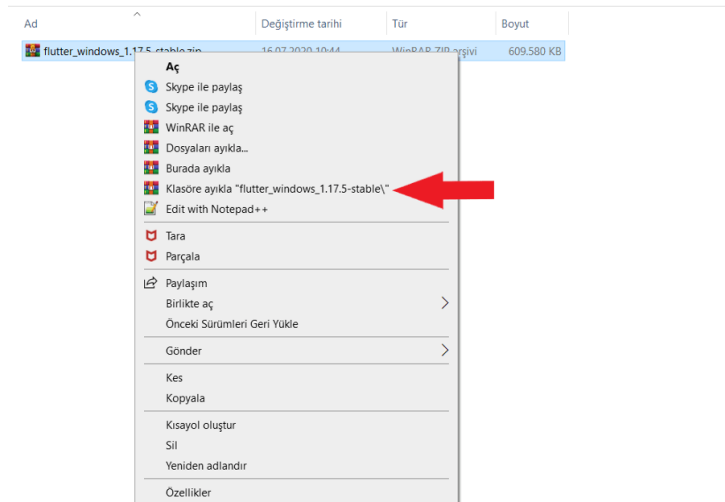 Ad Değiştirme tarihi Tür Boyut
flutter_windows_1.17.5-stable.zip 16.07.2020 10:44 WinRAR ZIP arşivi 609.580 KB
Aç
Skype ile paylaş
Skype ile paylaş
WinRAR ile aç
Dosyaları ayıkla...
Burada ayıkla
Klasöre ayıkla "flutter_windows_1.17.5-stable\"
Edit with Notepad++
Tara
Parçala
Paylaşım
Birlikte aç
Önceki Sürümleri Geri Yükle
Gönder
Kes
Kopyala
Kısayol oluştur
Sil
Yeniden adlandır
Özellikler